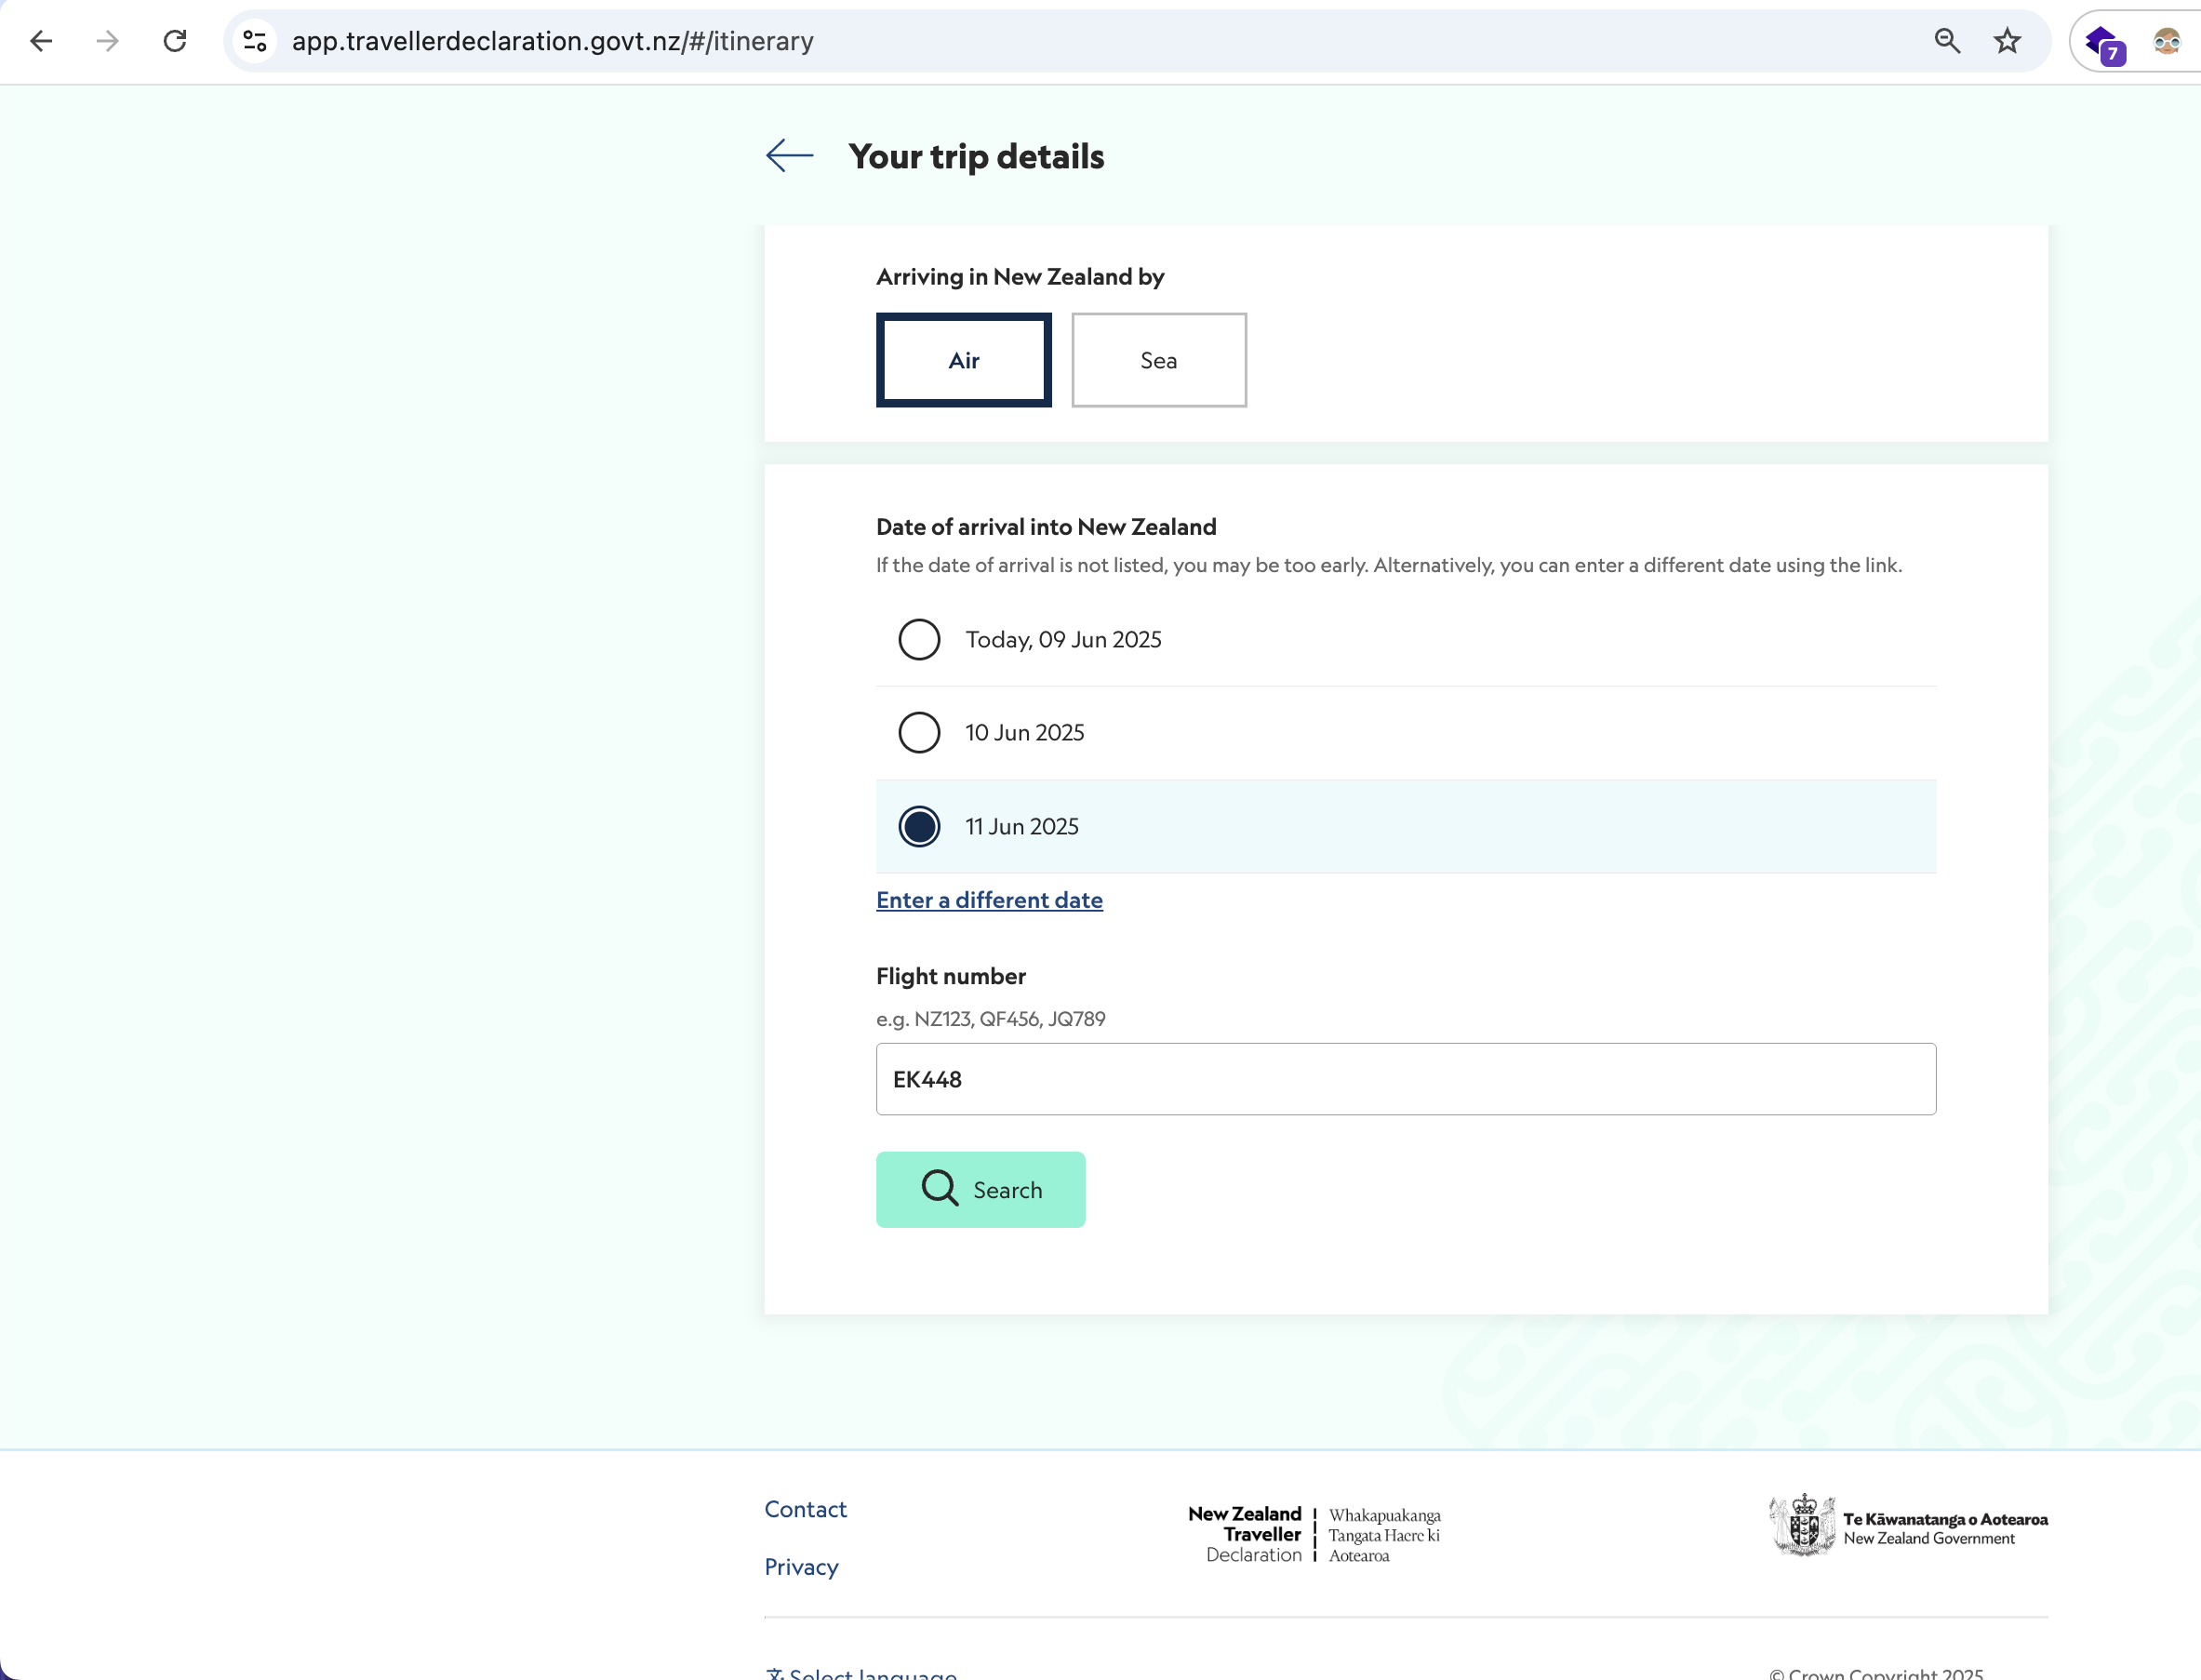 app.travellerdeclaration.govt.nz/#/itinerary
7
Your trip details
Arriving in New Zealand by
Air
Sea
Date of arrival into New Zealand
If the date of arrival is not listed, you may be too early. Alternatively, you can enter a different date using the link.
Today, 09 Jun 2025
10 Jun 2025
11 Jun 2025
Enter a different date
Flight number
e.g. NZ123, QF456, JQ789
EK448
Search
Contact
Privacy
New Zealand
Traveller
Declaration
Whakapuakanga
Tangata Haere ki
Aotearoa
Te Kāwanatanga o Aotearoa
New Zealand Government
Select language
© Crown Copyright 2025